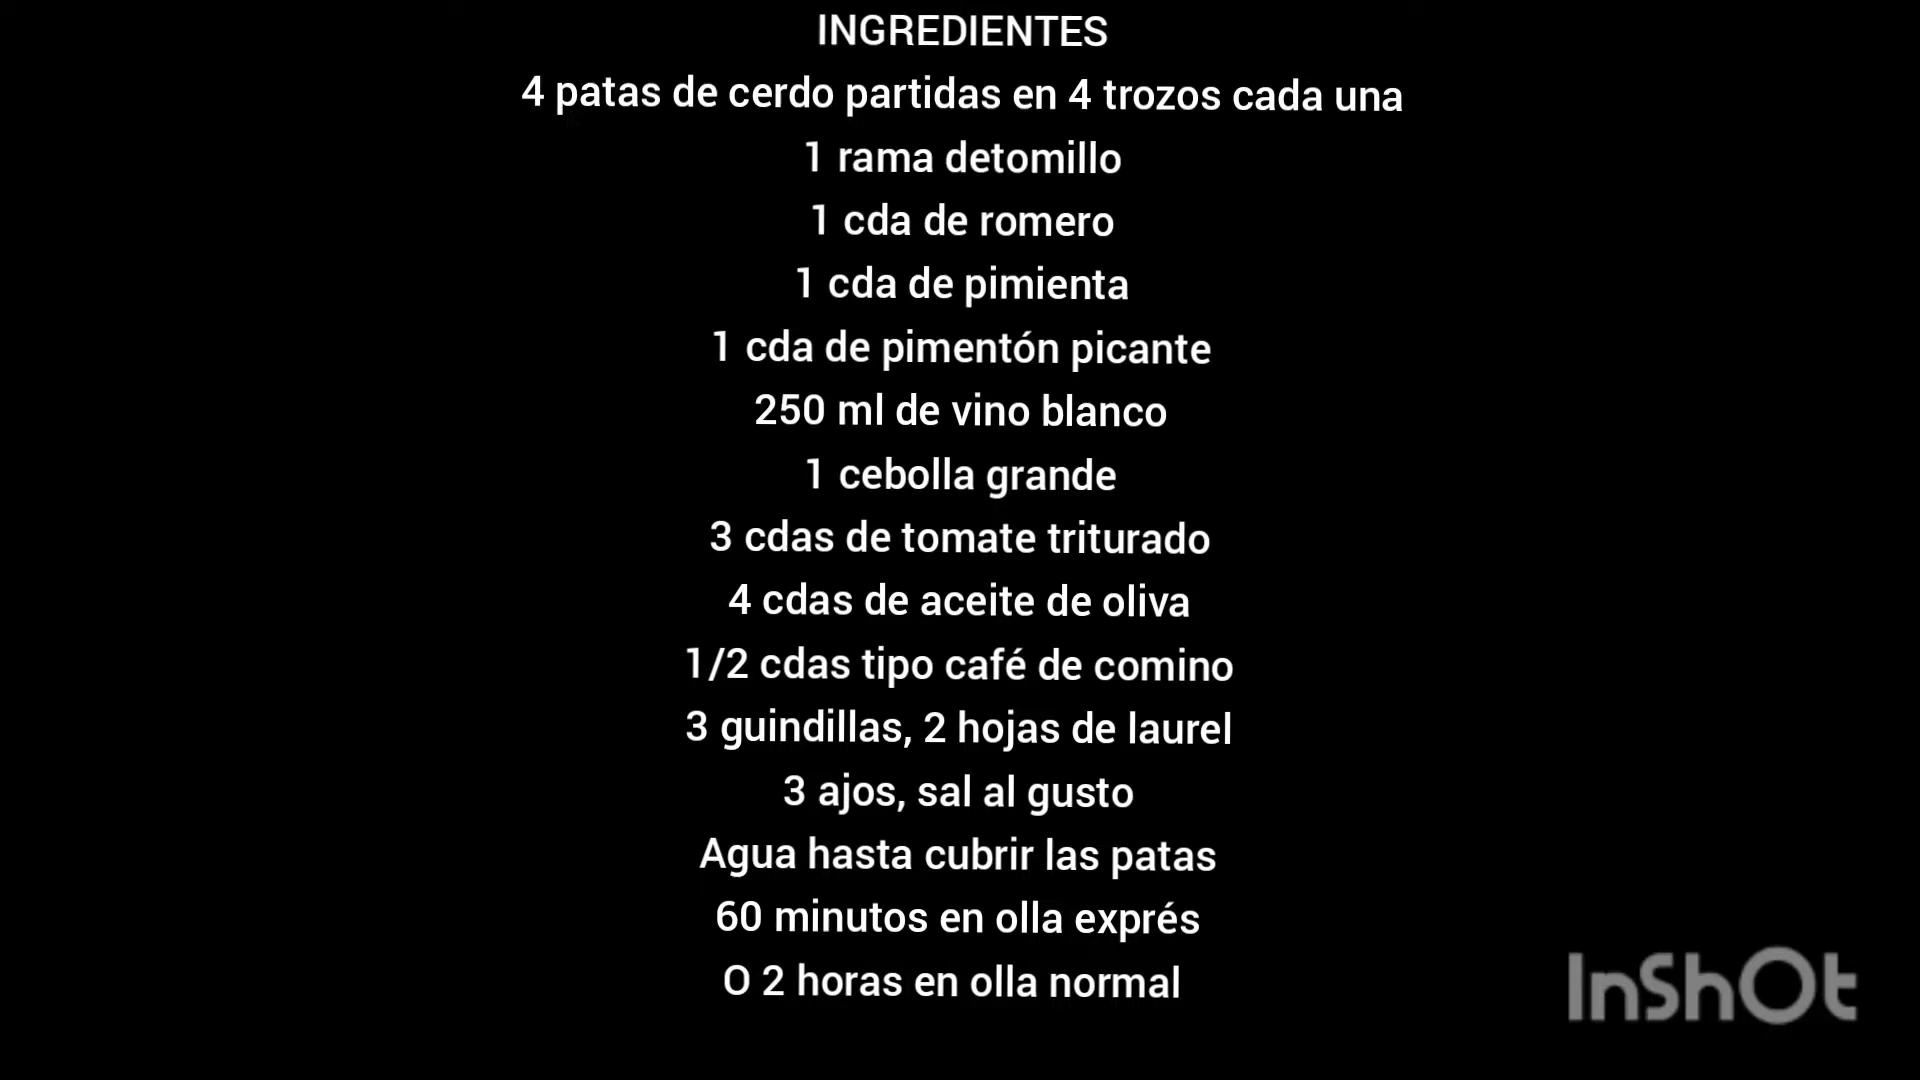 INGREDIENTES
4 patas de cerdo partidas en 4 trozos cada una
1 rama detomillo
1 cda de romero
1 cda de pimienta
1 cda de pimentón picante
250 ml de vino blanco
1 cebolla grande
3 cdas de tomate triturado
4 cdas de aceite de oliva
1/2 cdas tipo café de comino
3 guindillas, 2 hojas de laurel
3 ajos, sal al gusto
Agua hasta cubrir las patas
60 minutos en olla exprés
O 2 horas en olla normal
InShOt